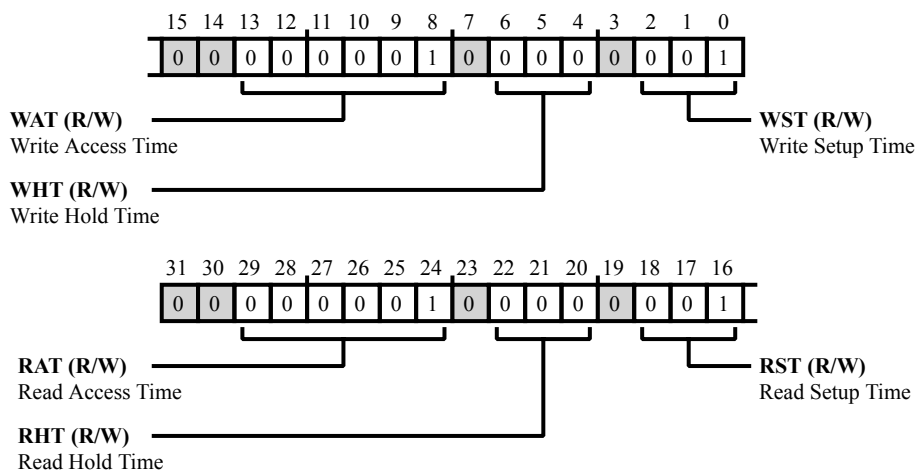 15 14 13 12 11 10 9 8 7 6 5 4 3 2 1 0
0 0 0 0 0 0 0 1 0 0 0 0 0 0 0 1
WAT (R/W)
Write Access Time
WST (R/W)
Write Setup Time
WHT (R/W)
Write Hold Time
31 30 29 28 27 26 25 24 23 22 21 20 19 18 17 16
0 0 0 0 0 0 0 1 0 0 0 0 0 0 0 1
RAT (R/W)
Read Access Time
RST (R/W)
Read Setup Time
RHT (R/W)
Read Hold Time